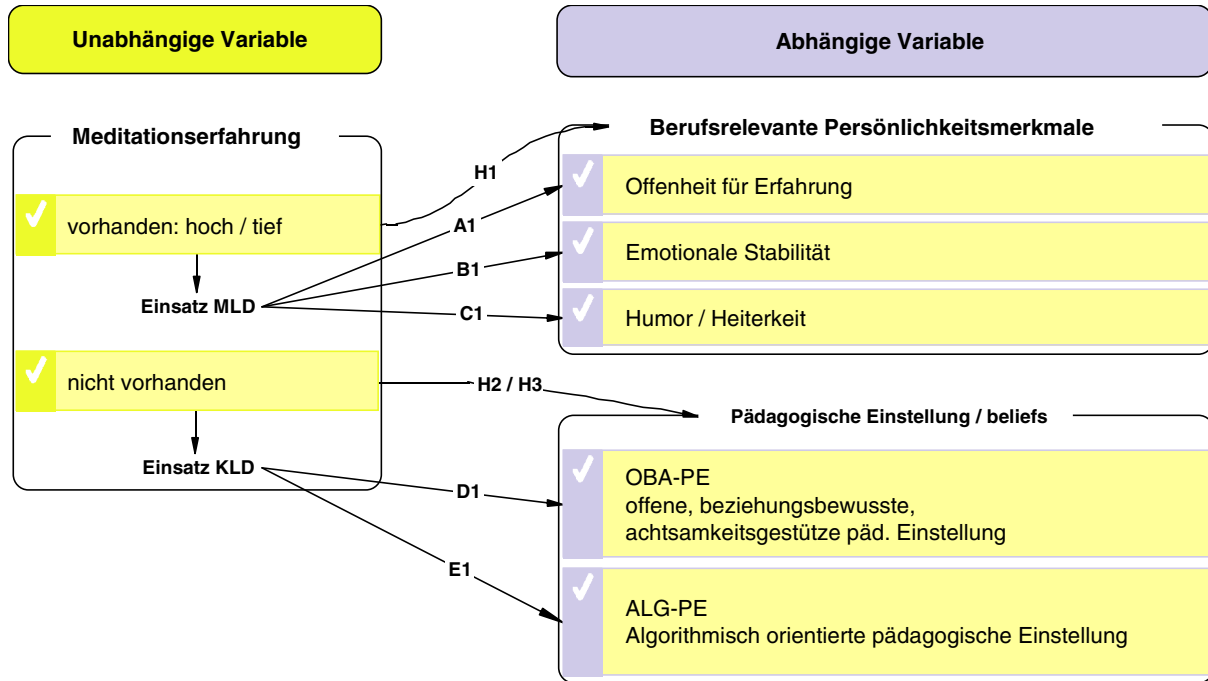 Unabhängige Variable
Abhängige Variable
Meditationserfahrung
vorhanden: hoch / tief
Einsatz MLD
nicht vorhanden
Einsatz KLD
H1
A1
B1
C1
H2 / H3
D1
E1
Berufsrelevante Persönlichkeitsmerkmale
Offenheit für Erfahrung
Emotionale Stabilität
Humor / Heiterkeit
Pädagogische Einstellung / beliefs
OBA-PE
offene, beziehungsbewusste,
achtsamkeitsgestütze päd. Einstellung
ALG-PE
Algorithmisch orientierte pädagogische Einstellung